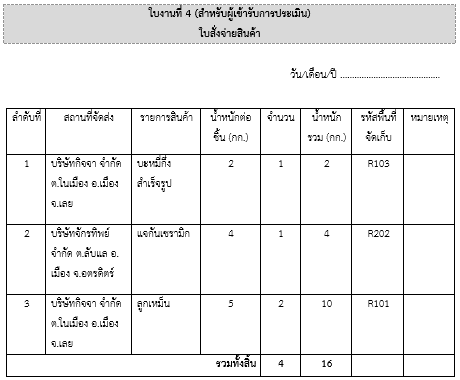 ใบงานที่ 4 (สำหรับผู้เข้ารับการประเมิน)
ใบสั่งจ่ายสินค้า
วัน/เดือน/ปี ..........................................
ลำดับที่ สถานที่จัดส่ง รายการสินค้า น้ำหนักต่อ จำนวน น้ำหนัก รหัสพื้นที่ หมายเหตุ
ชิ้น (กก.) รวม (กก.) จัดเก็บ
1 บริษัทกิจจา จำกัด บะหมี่กึ่ง 2 1 2 R103
ต.ในเมือง อ.เมือง สำเร็จรูป
จ.เลย
2 บริษัทจักรทิพย์ แจกันเซรามิก 4 1 4 R202
จำกัด ต.ลับแล อ.
เมือง จ.อตรดิตร์
3 บริษัทกิจจา จำกัด ลูกเหม็น 5 2 10 R101
ต.ในเมือง อ.เมือง
จ.เลย
รวมทั้งสิ้น 4 16